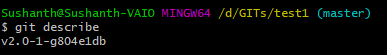 Sushanth@Sushanth-VAIO MINGW64 /d/GITs/test1 (master)
$ git describe
v2.0-1-g804e1db